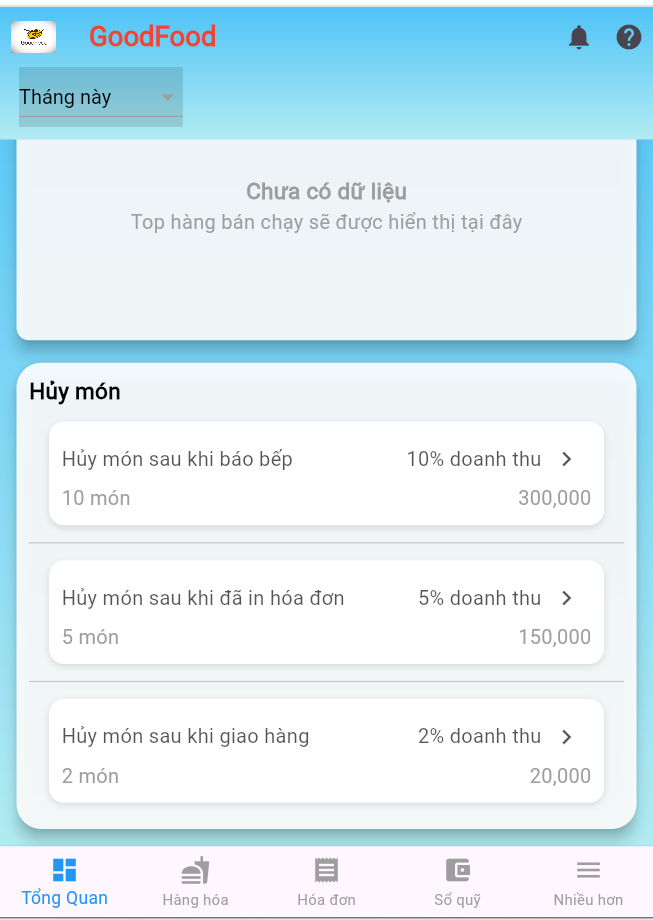 GoodFood
Tháng này
Chưa có dữ liệu
Top hàng bán chạy sẽ được hiển thị tại đây
Hủy món
Hủy món sau khi báo bếp 10% doanh thu
10 món 300,000
Hủy món sau khi đã in hóa đơn 5% doanh thu
5 món 150,000
Hủy món sau khi giao hàng 2% doanh thu
2 món 20,000
Tổng Quan Hàng hóa Hóa đơn Sổ quỹ Nhiều hơn